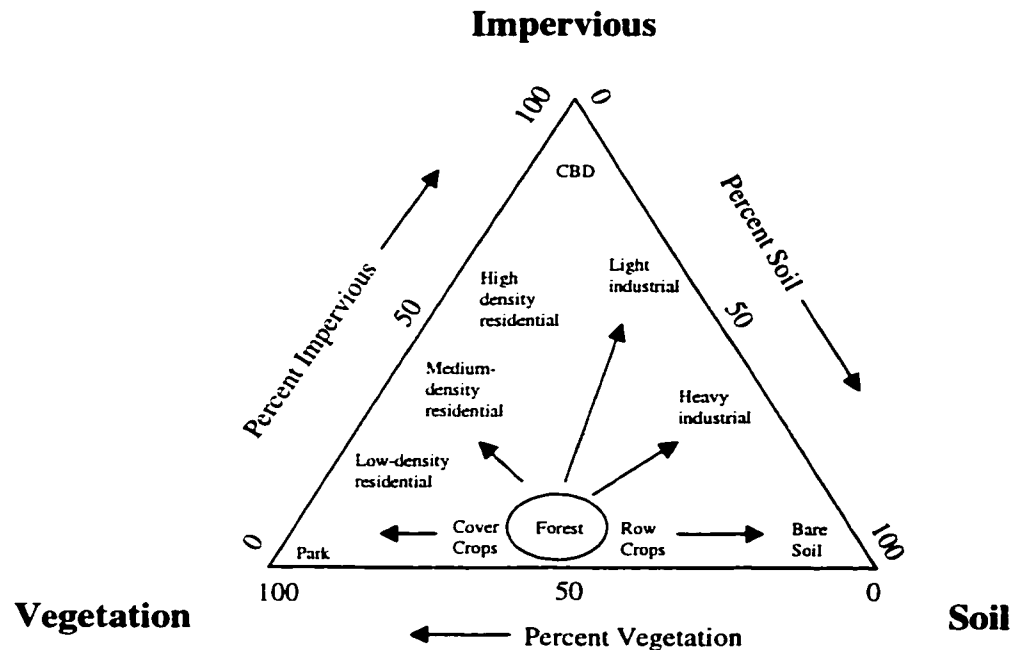 Impervious
100
0
CBD
Percent Impervious
Percent Soil
High
density
residential
Light
industrial
50
50
Medium-
density
residential
Heavy
industrial
Low-density
residential
Cover
Crops
Forest
Row
Crops
Bare
Soil
0
Park
100
100
50
0
Vegetation
Percent Vegetation
Soil